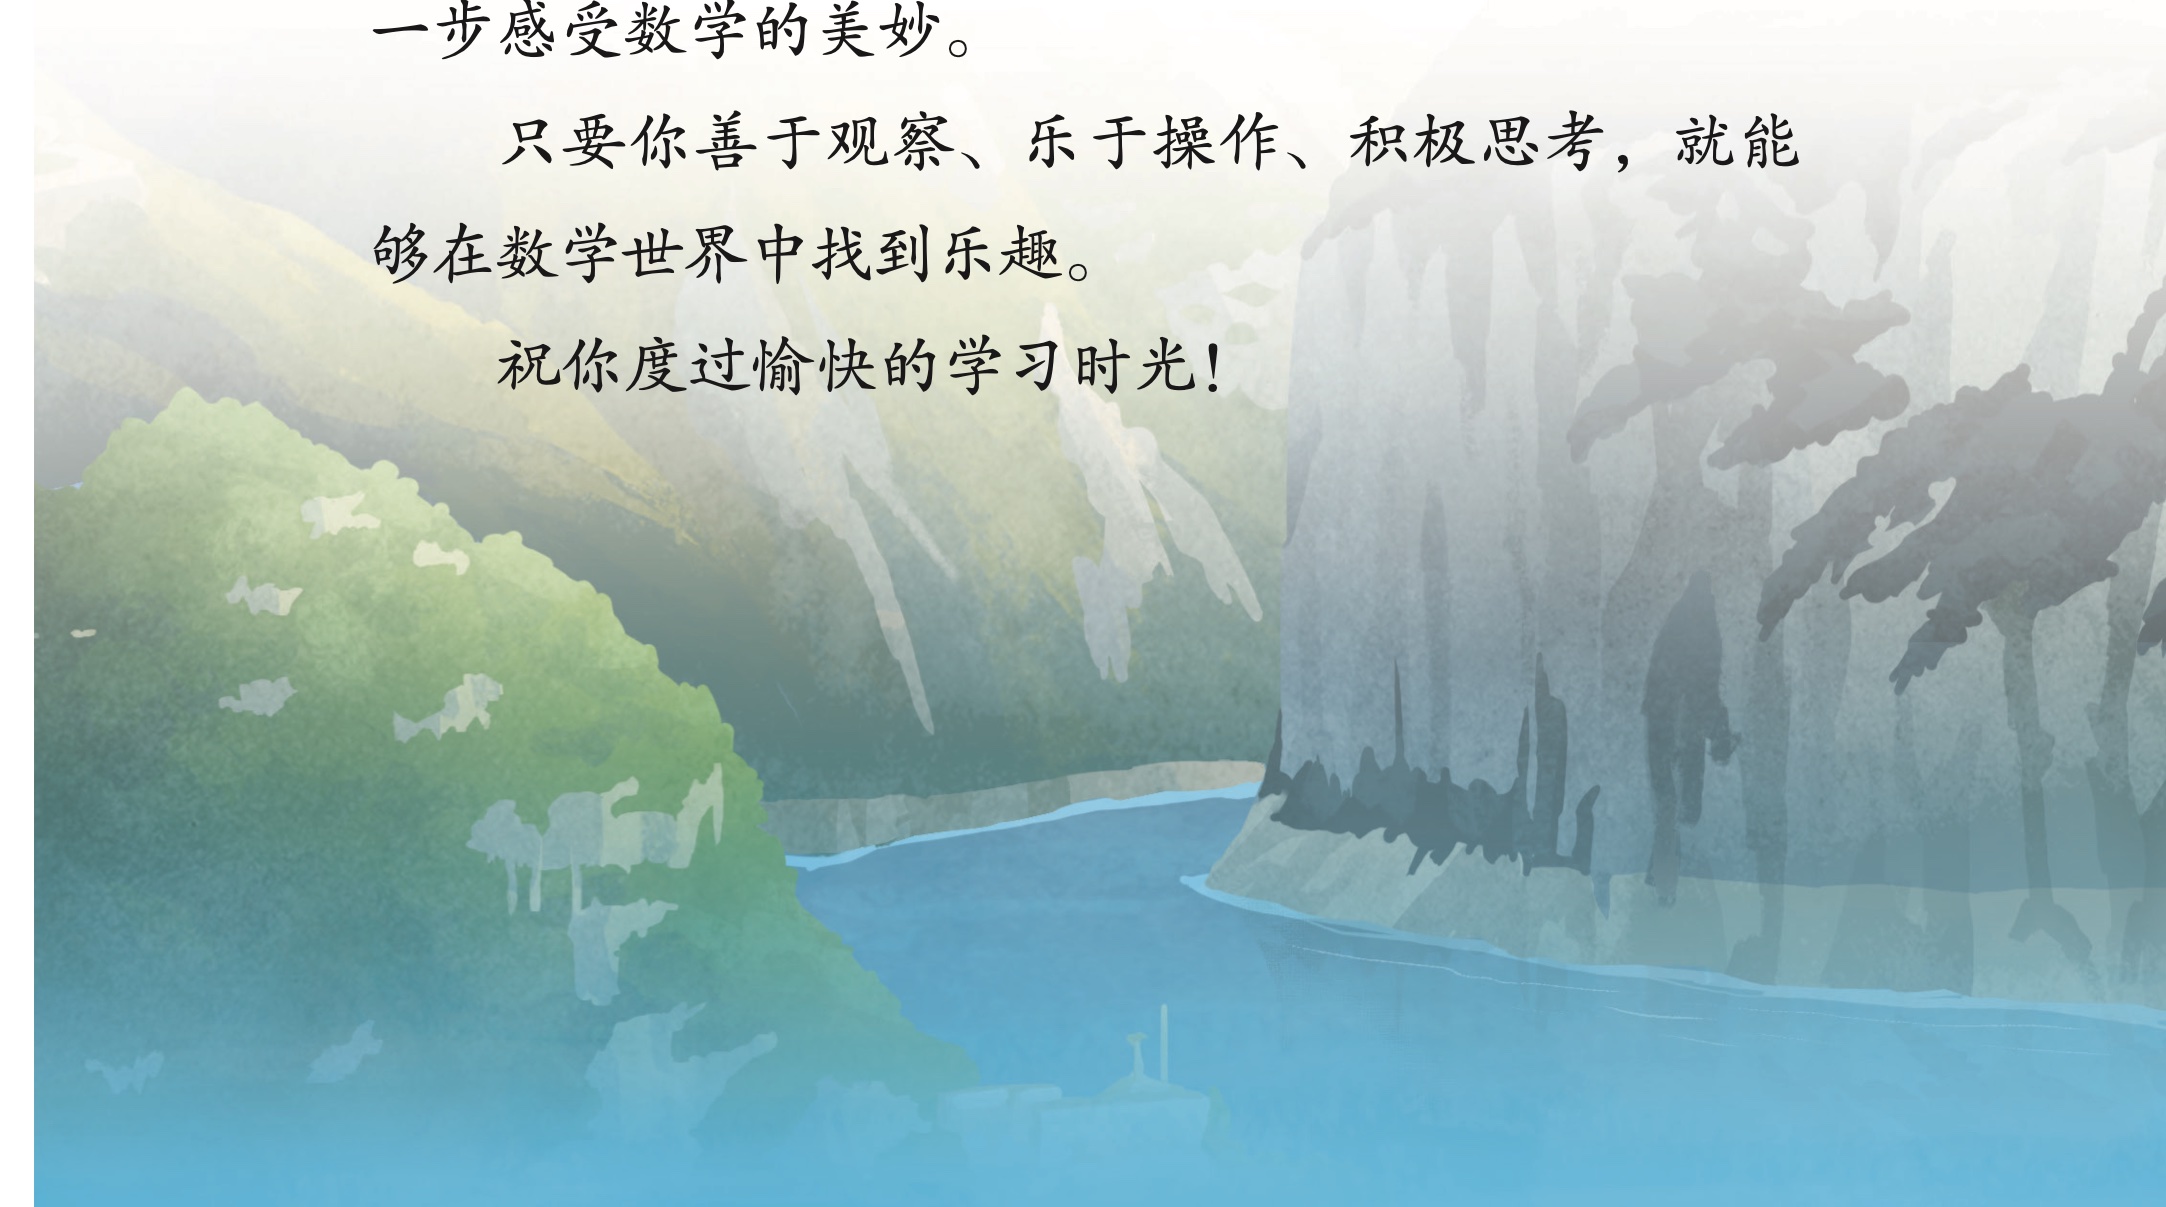 一步感受数学的美妙。
只要你善于观察、乐于操作、积极思考，就能
够在数学世界中找到乐趣。
祝你度过愉快的学习时光！